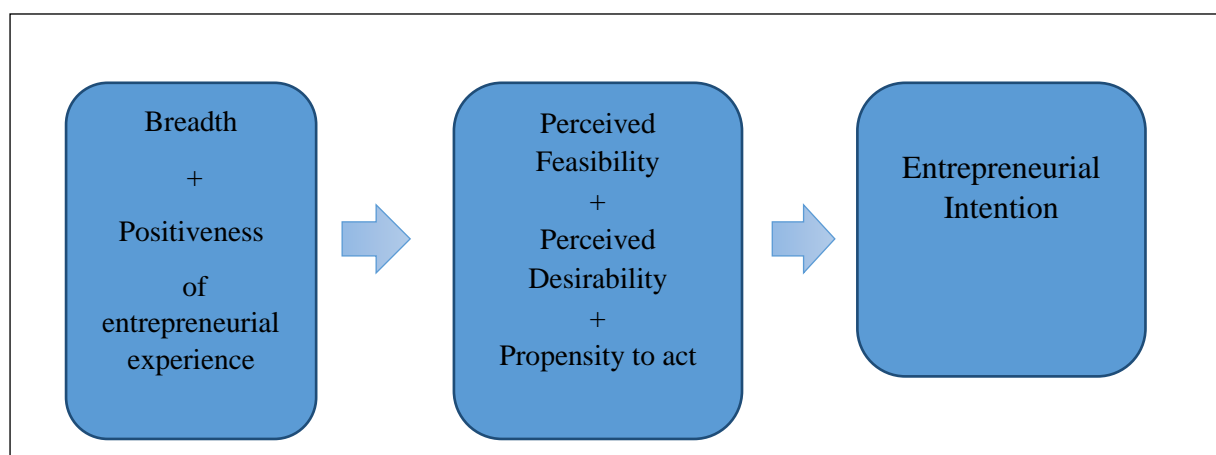 Breadth
+
Positiveness
of
entrepreneurial
experience
Perceived
Feasibility
+
Perceived
Desirability
+
Propensity to act
Entrepreneurial
Intention